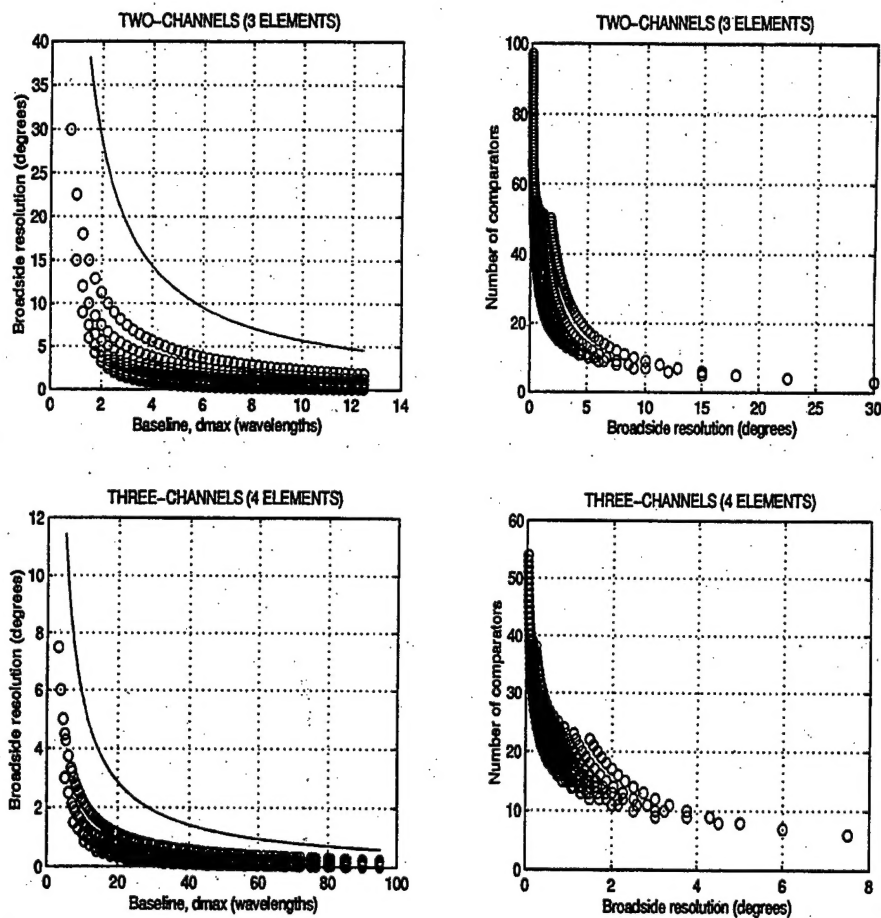 TWO-CHANNELS (3 ELEMENTS)
40
35
30
25
20
15
10
5
0
0 2 4 6 8 10 12 14
Broadside resolution (degrees)
Baseline, dmax (wavelengths)
TWO-CHANNELS (3 ELEMENTS)
100
80
60
40
20
0
0 5 10 15 20 25 30
Number of comparators
Broadside resolution (degrees)
THREE-CHANNELS (4 ELEMENTS)
12
10
8
6
4
2
0
0 20 40 60 80 100
Broadside resolution (degrees)
Baseline, dmax (wavelengths)
THREE-CHANNELS (4 ELEMENTS)
60
50
40
30
20
10
0
0 2 4 6 8
Number of comparators
Broadside resolution (degrees)